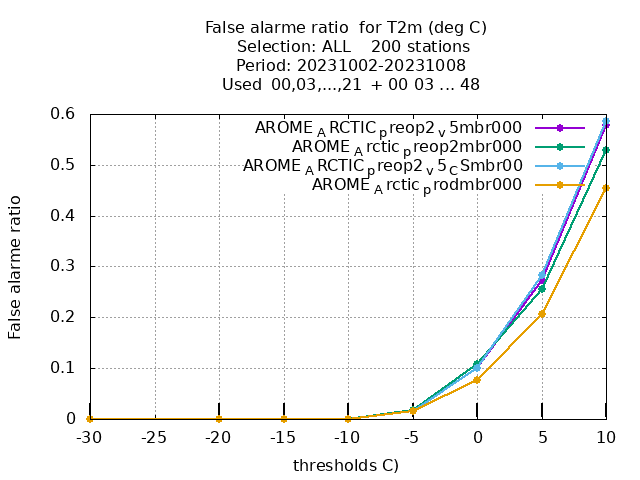 False alarme ratio  for T2m (deg C)
Selection: ALL    200 stations
Period: 20231002-20231008
Used  00,03,...,21  + 00 03 ... 48
AROME_ARCTIC_preop2_v5mbr000
AROME_Arctic_preop2mbr000
AROME_ARCTIC_preop2_v5_CSmbr00
AROME_Arctic_prodmbr000
False alarme ratio
0.6
0.5
0.4
0.3
0.2
0.1
0
-30 -25 -20 -15 -10 -5 0 5 10
thresholds C)